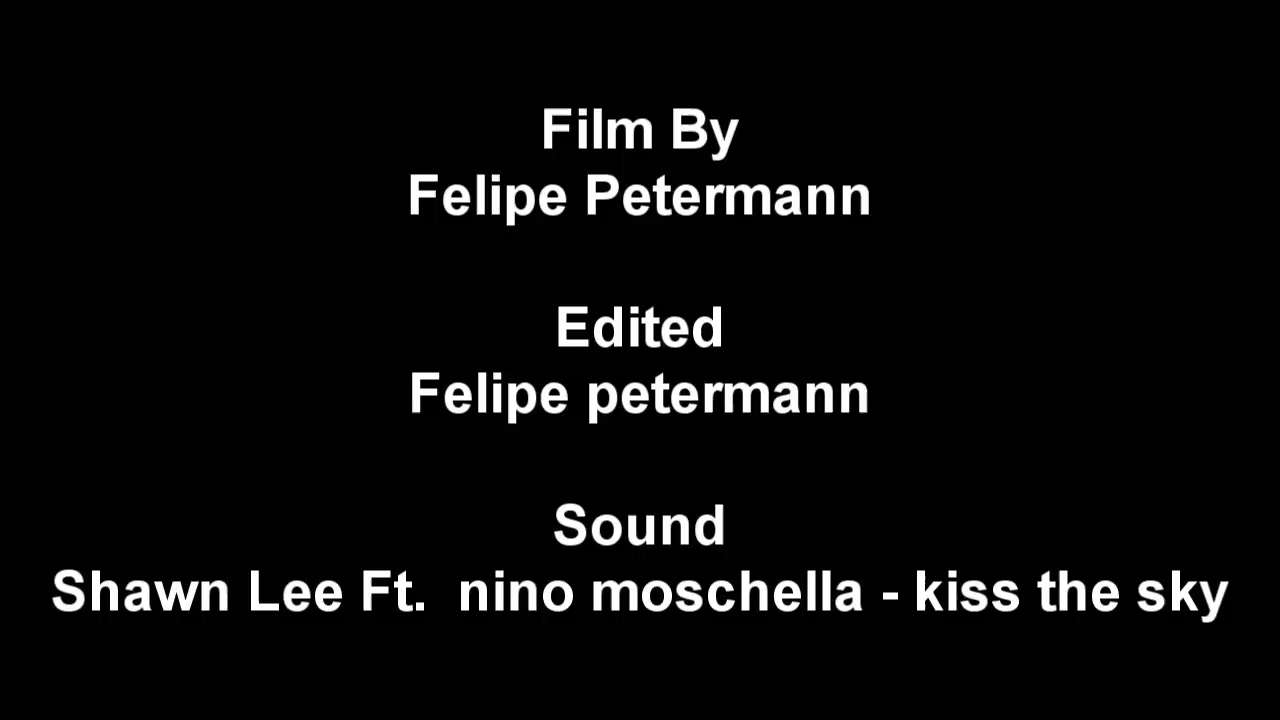 Film By
Felipe Petermann
Edited
Felipe petermann
Sound
Shawn Lee Ft.  nino moschella - kiss the sky